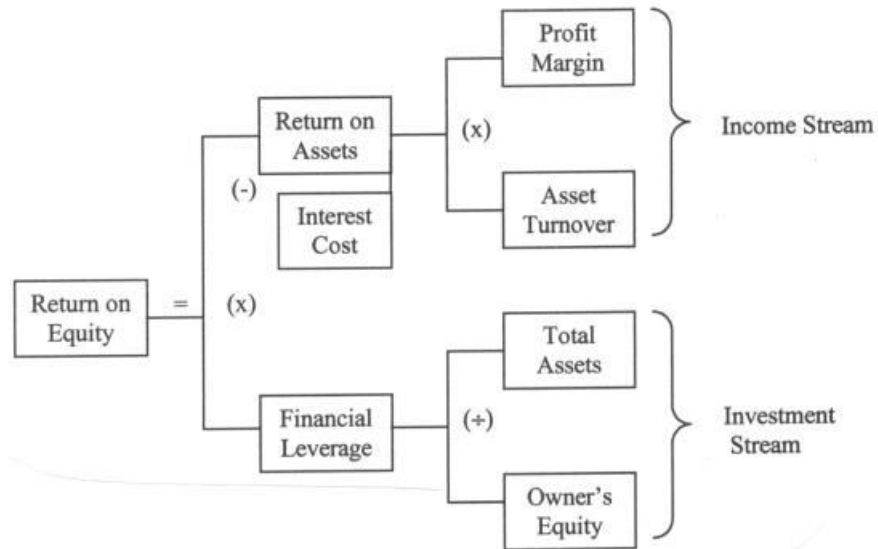 Profit
Margin
Return on
Assets
(x)
Income Stream
(-)
Interest
Cost
Asset
Turnover
Return on
Equity
=
(x)
Total
Assets
Financial
Leverage
(÷)
Investment
Stream
Owner's
Equity